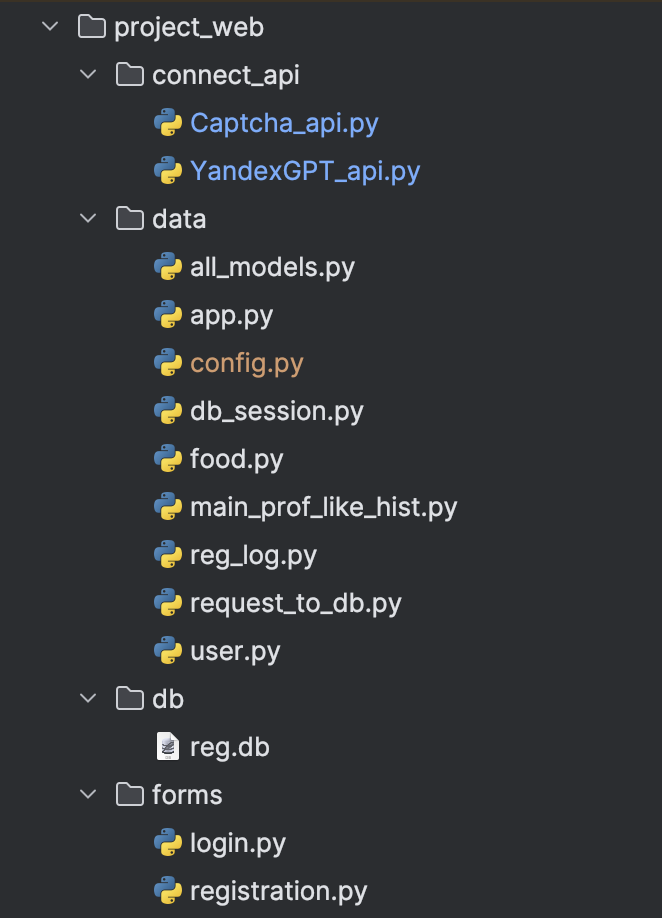 project_web
connect_api
Captcha_api.py
YandexGPT_api.py
data
all_models.py
app.py
config.py
db_session.py
food.py
main_prof_like_hist.py
reg_log.py
request_to_db.py
user.py
db
reg.db
forms
login.py
registration.py